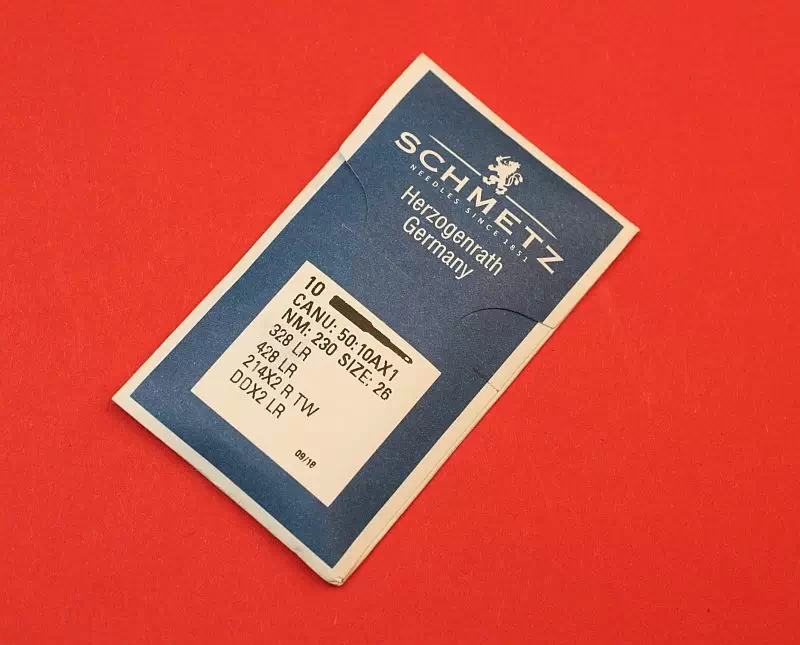 SCHMETZ
NEEDLES SINCE 1851
Herzogenrath
Germany
10
CANU: 50:10AX1
NM: 230 SIZE: 26
328 LR
428 LR
214X2 R TW
DDX2 LR
09/18